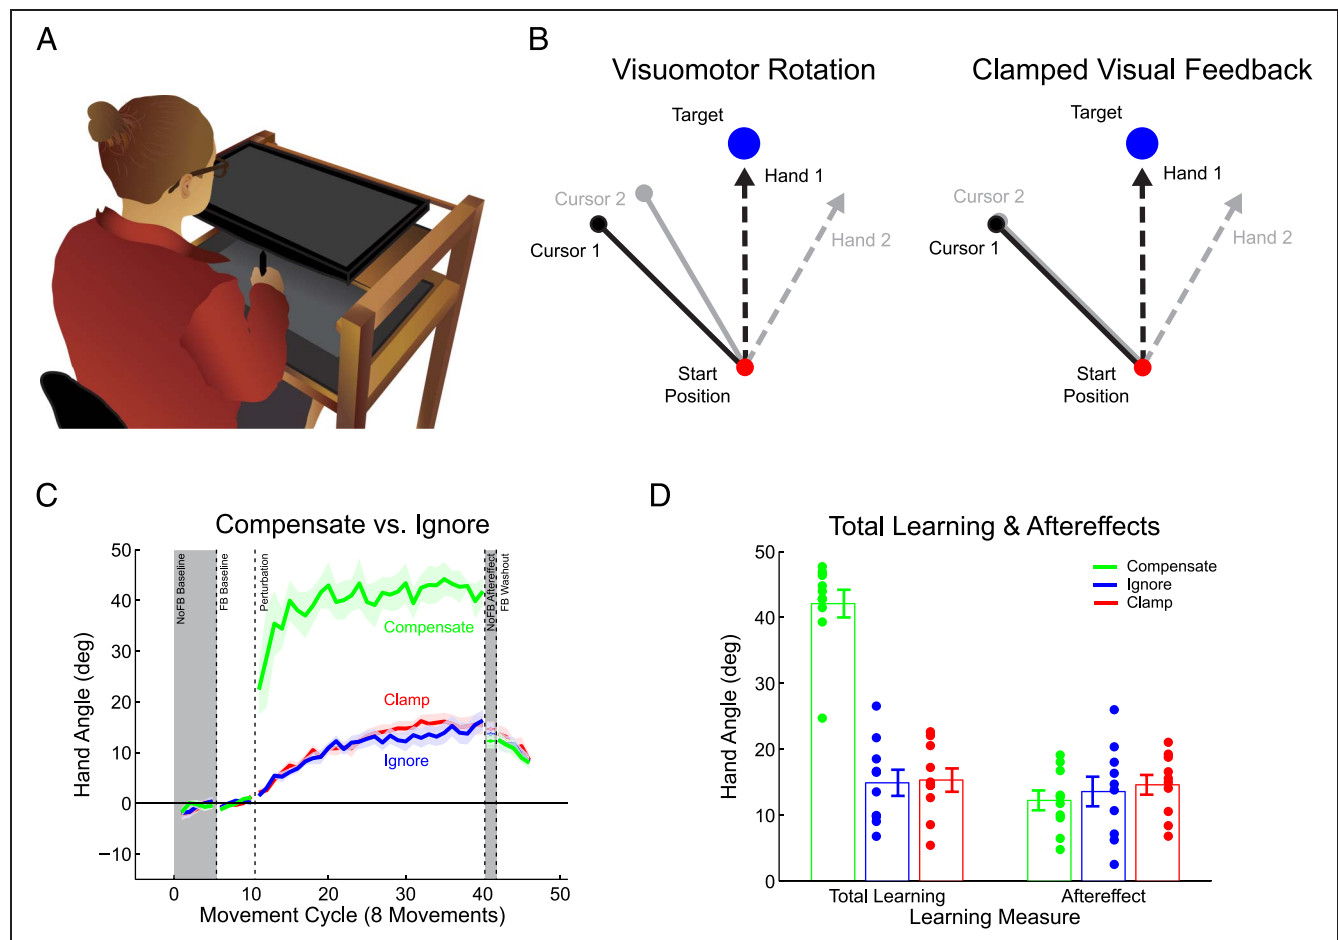 A
B
Visuomotor Rotation
Target
Hand 1
Cursor 2
Cursor 1
Hand 2
Start
Position
Clamped Visual Feedback
Target
Hand 1
Cursor 2
Cursor 1
Hand 2
Start
Position
C
Compensate vs. Ignore
Hand Angle (deg)
50
40
30
20
10
0
−10
NoFB Baseline
FB Baseline
Perturbation
NoFB Aftereffect
FB Washout
Compensate
Clamp
Ignore
0
10
20
30
40
50
Movement Cycle (8 Movements)
D
Total Learning & Aftereffects
Hand Angle (deg)
50
40
30
20
10
0
Compensate
Ignore
Clamp
Total Learning
Aftereffect
Learning Measure